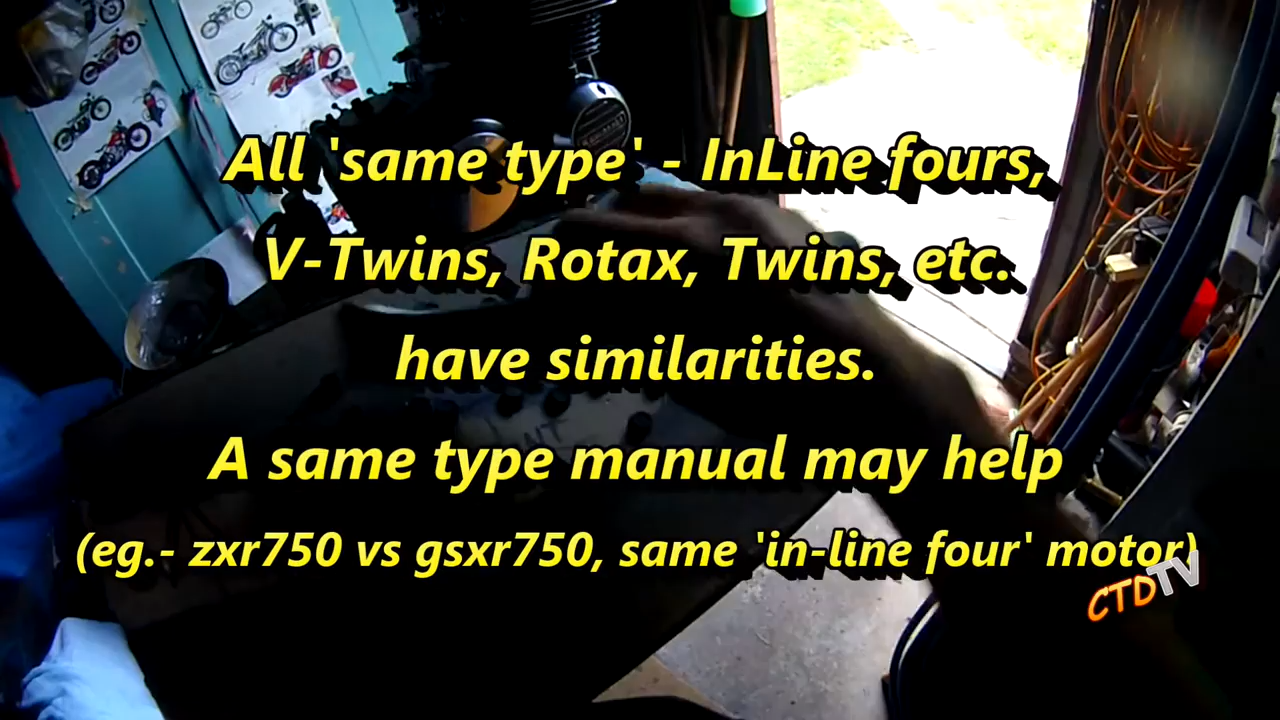 All 'same type' - InLine fours,
V-Twins, Rotax, Twins, etc.
have similarities.
A same type manual may help
(eg.- zxr750 vs gsxr750, same 'in-line four' motor)
CTDTV